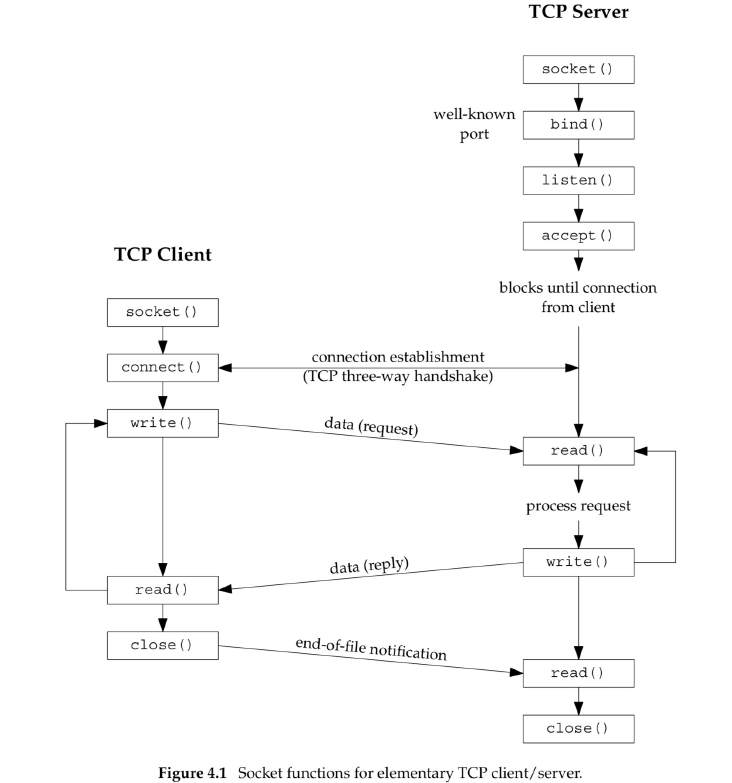 TCP Server
socket()
well-known
port
bind()
listen()
accept()
TCP Client
blocks until connection
from client
socket()
connection establishment
connect()
(TCP three-way handshake)
write()
data (request)
read()
process request
write()
data (reply)
read()
close()
end-of-file notification
read()
close()
Figure 4.1 Socket functions for elementary TCP client/server.